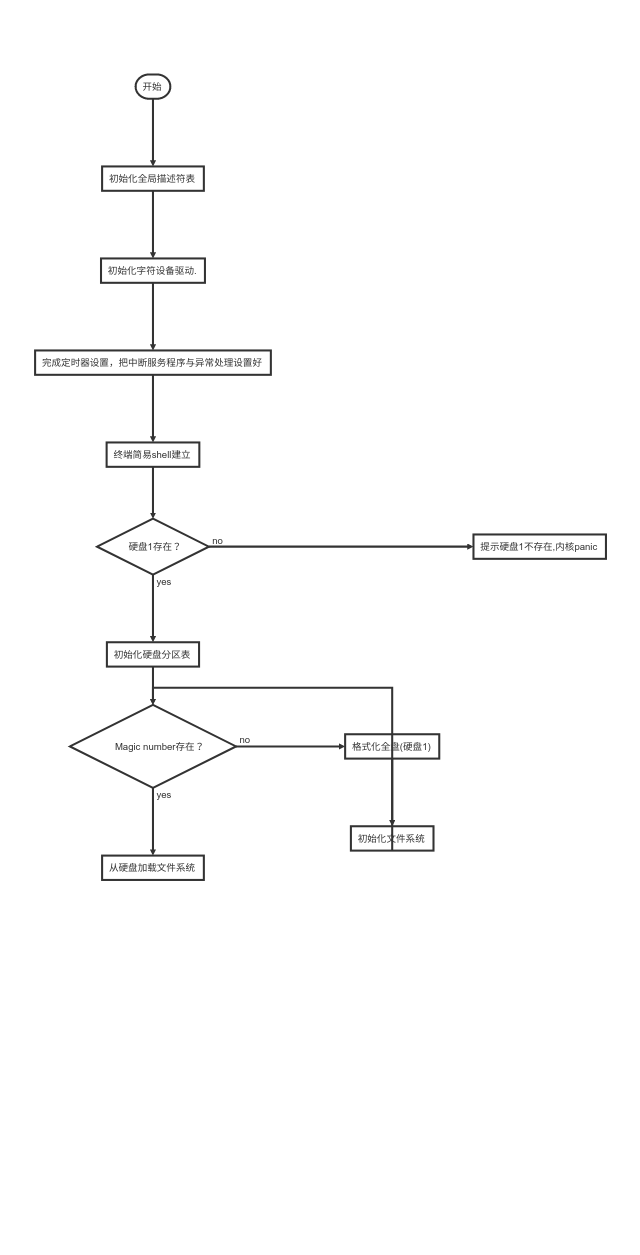 开始
初始化全局描述符表
初始化字符设备驱动.
完成定时器设置，把中断服务程序与异常处理设置好
终端简易shell建立
硬盘1存在？
no
提示硬盘1不存在,内核panic
yes
初始化硬盘分区表
Magic number存在？
no
格式化全盘(硬盘1)
yes
初始化文件系统
从硬盘加载文件系统